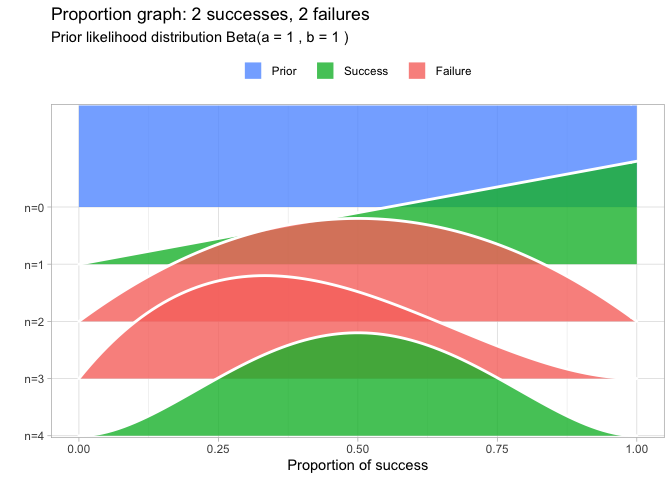 Proportion graph: 2 successes, 2 failures
Prior likelihood distribution Beta(a = 1 , b = 1 )
Prior Success Failure
n=0
n=1
n=2
n=3
n=4
0.00 0.25 0.50 0.75 1.00
Proportion of success